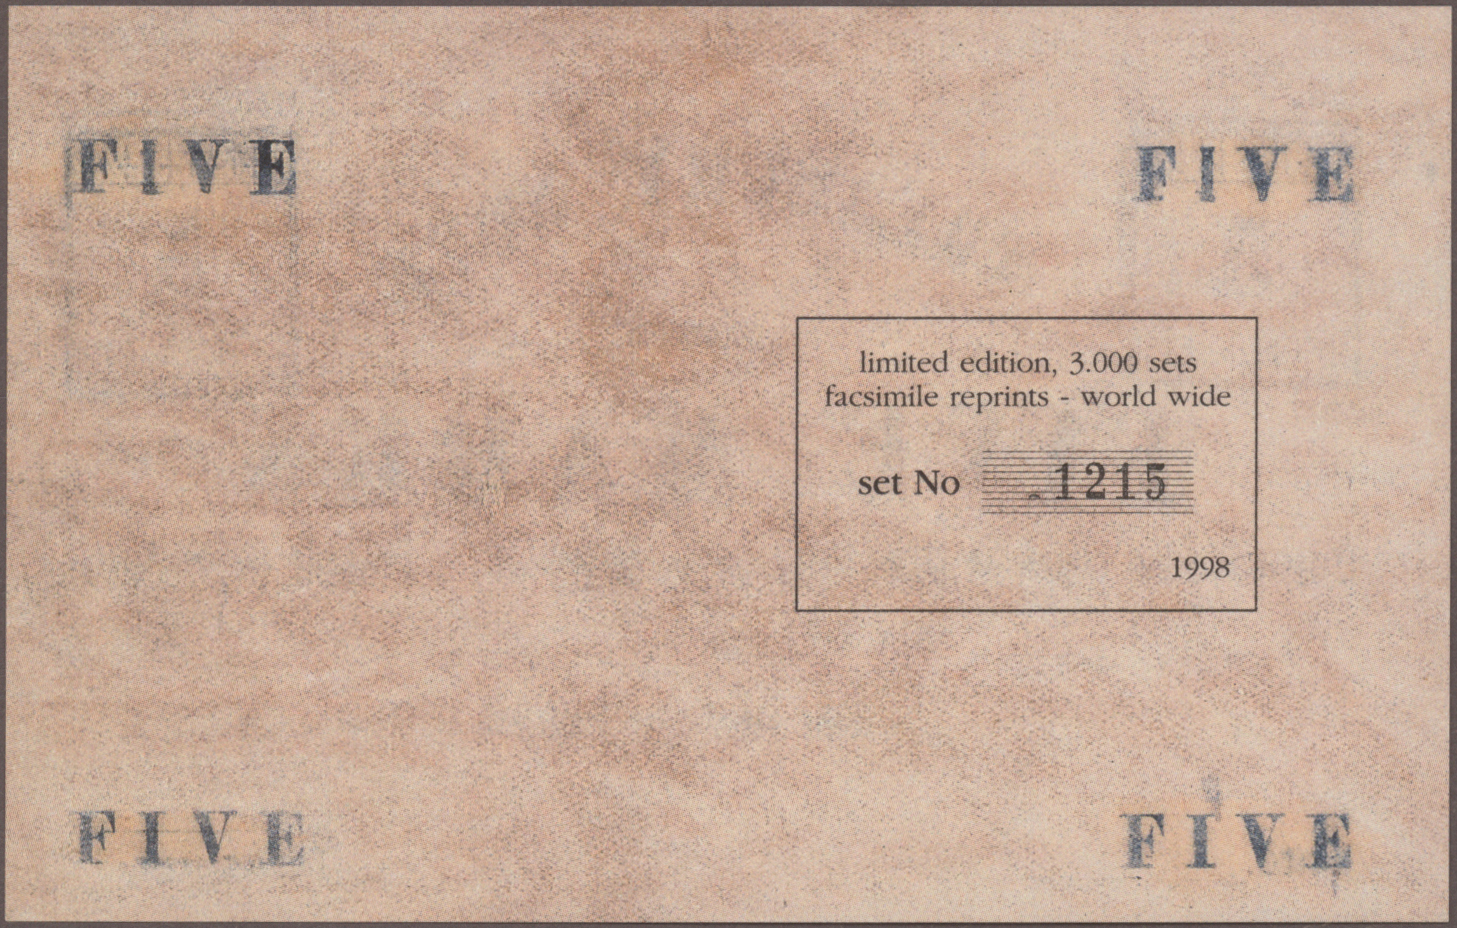 FIVE
FIVE
limited edition, 3.000 sets
facsimile reprints - world wide
set No 1215
1998
FIVE
FIVE